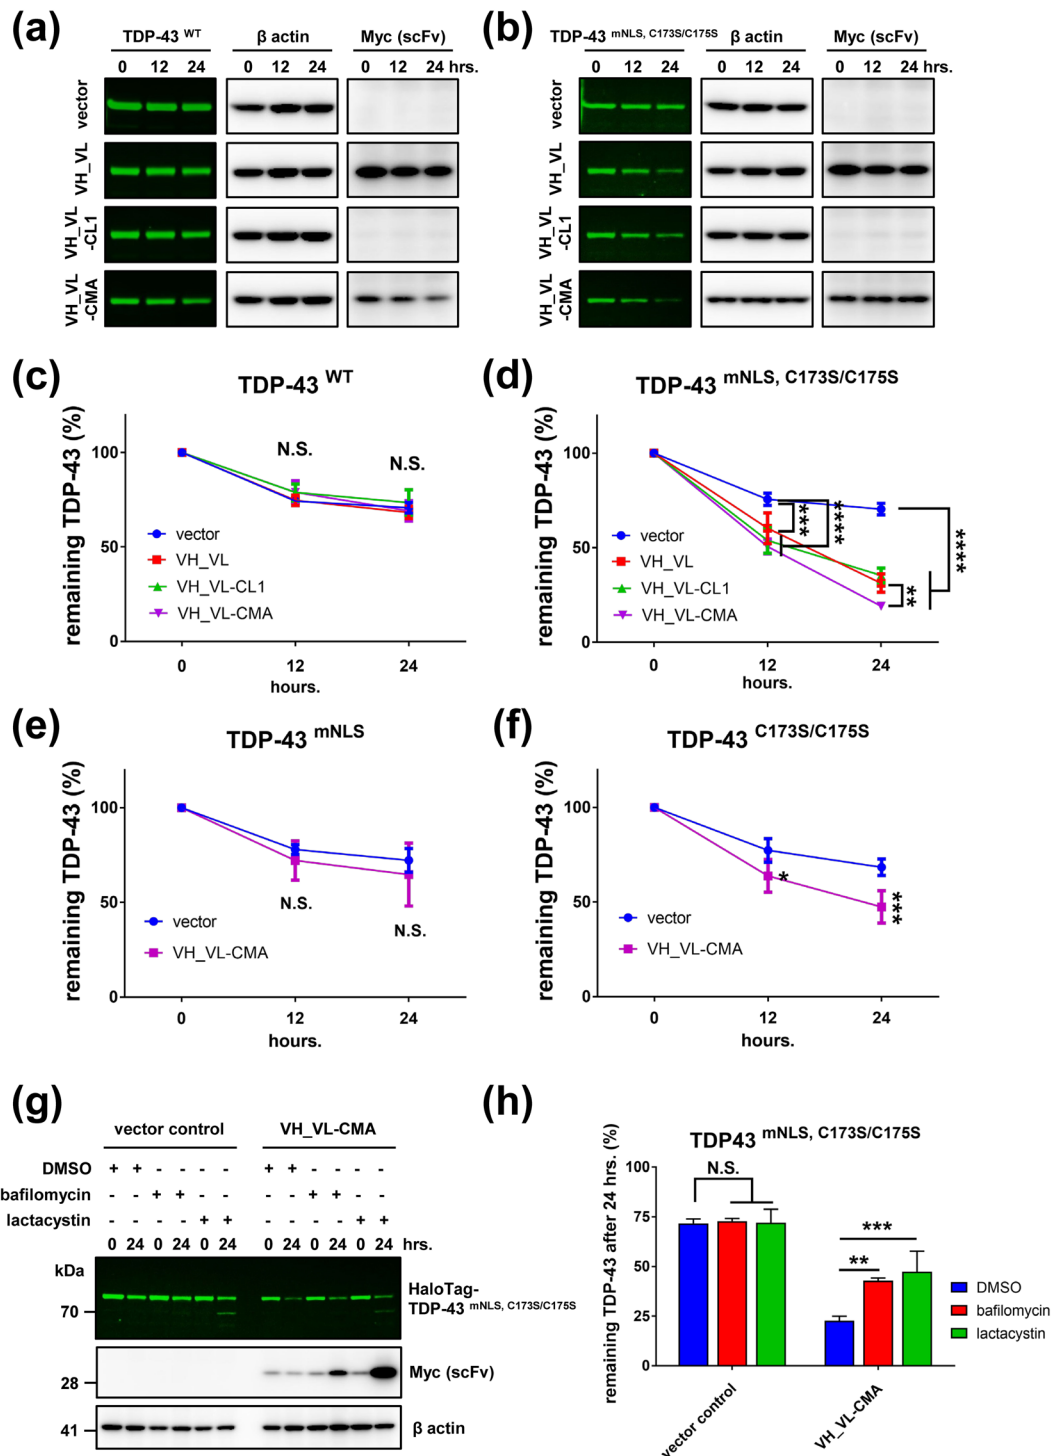 (a)
TDP-43 WT
β actin
Myc (scFv)
0 12 24 0 12 24 0 12 24 hrs.
vector
VH_VL
VH_VL
-CL1
VH_VL
-CMA
(b)
TDP-43 mNLS, C173S/C175S
β actin
Myc (scFv)
0 12 24 0 12 24 0 12 24 hrs.
vector
VH_VL
VH_VL
-CL1
VH_VL
-CMA
(c)
TDP-43 WT
remaining TDP-43 (%)
100
50
0
N.S.
N.S.
vector
VH_VL
VH_VL-CL1
VH_VL-CMA
0 12 24
hours.
(d)
TDP-43 mNLS, C173S/C175S
remaining TDP-43 (%)
100
50
0
***
****
****
**
vector
VH_VL
VH_VL-CL1
VH_VL-CMA
0 12 24
hours.
(e)
TDP-43 mNLS
remaining TDP-43 (%)
100
50
0
N.S.
N.S.
vector
VH_VL-CMA
0 12 24
hours.
(f)
TDP-43 C173S/C175S
remaining TDP-43 (%)
100
50
0
*
***
vector
VH_VL-CMA
0 12 24
hours.
(g)
vector control VH_VL-CMA
DMSO + + - - - - + + - - - -
bafilomycin - - + + - - - - + + - -
lactacystin - - - - + + - - - - + +
0 24 0 24 0 24 0 24 0 24 0 24 hrs.
kDa
70
HaloTag-
TDP-43 mNLS, C173S/C175S
28
Myc (scFv)
41
β actin
(h)
TDP43 mNLS, C173S/C175S
remaining TDP-43 after 24 hrs. (%)
100
75
50
25
0
N.S.
**
***
DMSO
bafilomycin
lactacystin
vector control
VH_VL-CMA